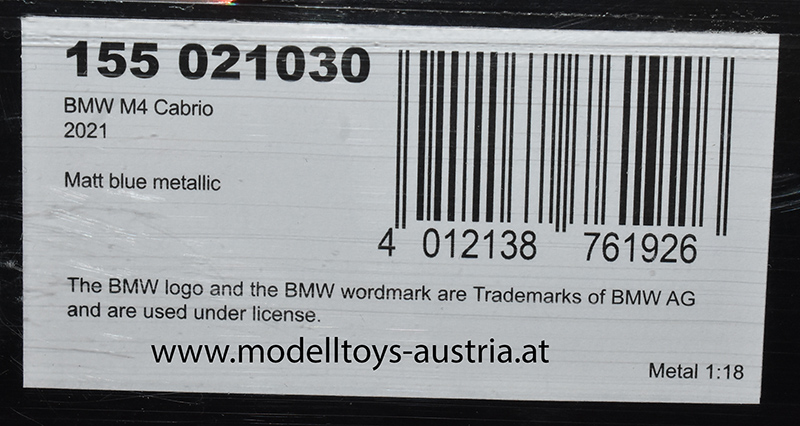 155 021030
BMW M4 Cabrio
2021
Matt blue metallic
4 012138 761926
The BMW logo and the BMW wordmark are Trademarks of BMW AG
and are used under license.
www.modelltoys-austria.at
Metal 1:18